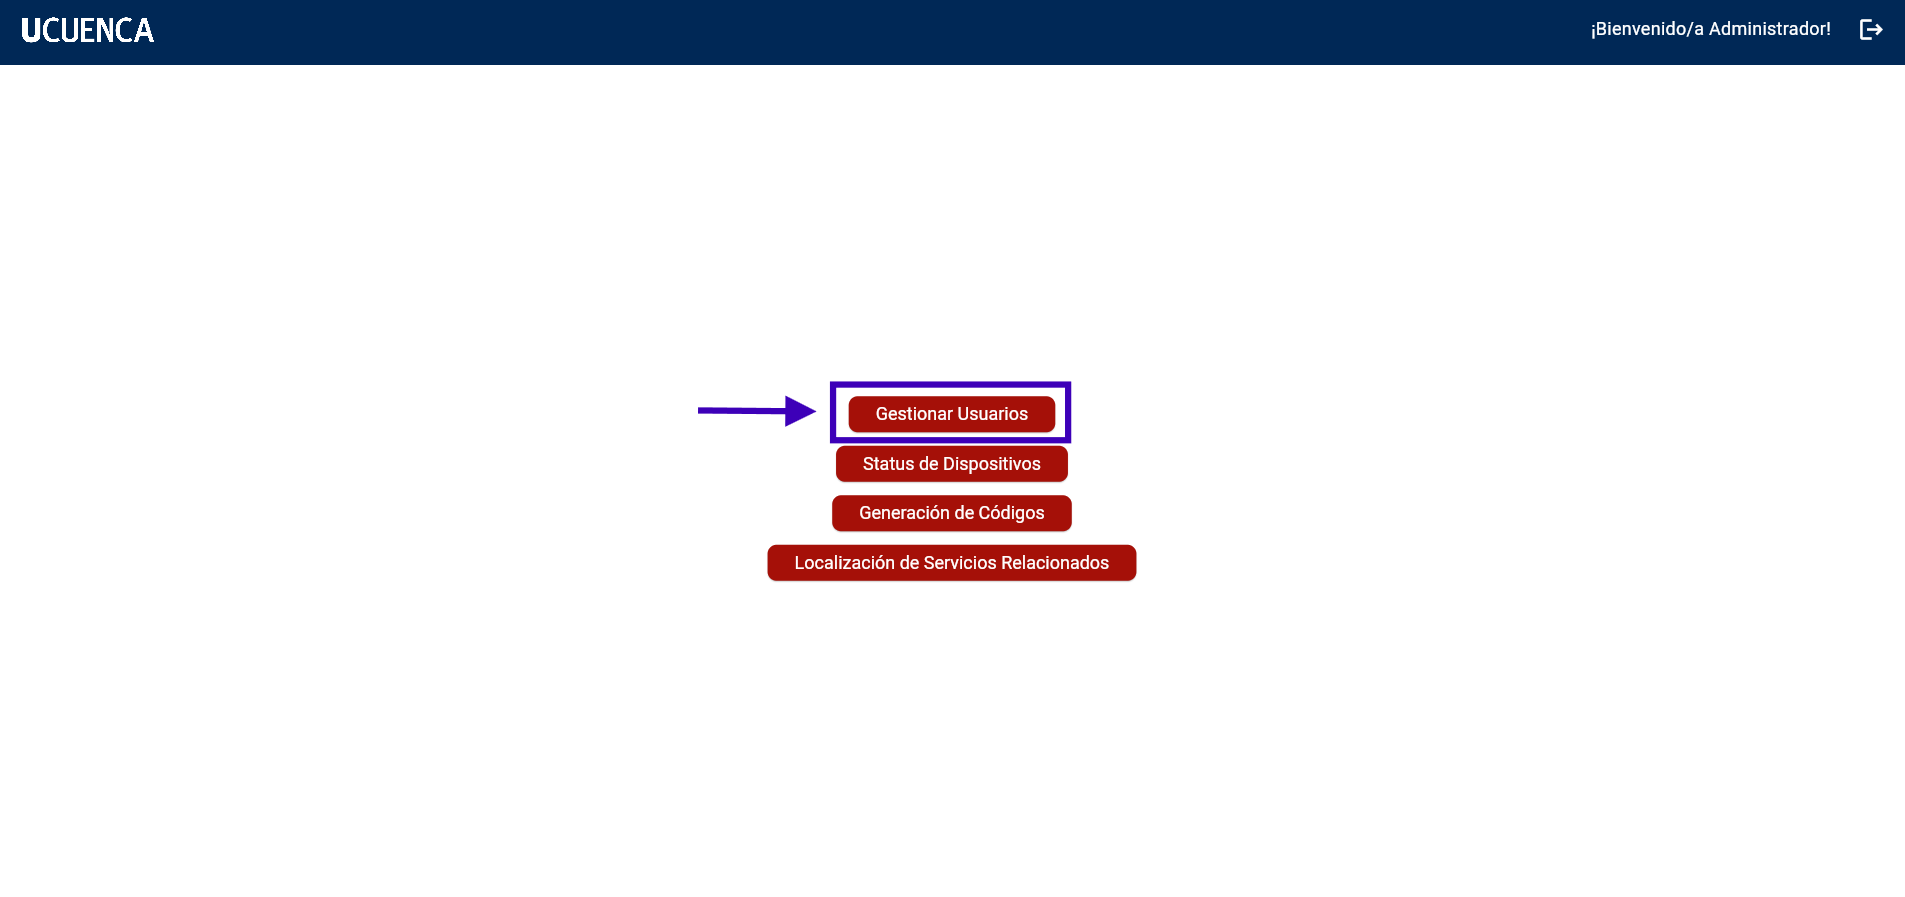 UCUENCA
¡Bienvenido/a Administrador!
Gestionar Usuarios
Status de Dispositivos
Generación de Códigos
Localización de Servicios Relacionados